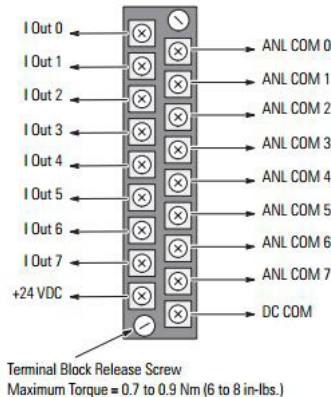 I Out 0
ANL COM 0
I Out 1
ANL COM 1
I Out 2
ANL COM 2
I Out 3
ANL COM 3
I Out 4
ANL COM 4
I Out 5
ANL COM 5
I Out 6
ANL COM 6
I Out 7
ANL COM 7
+24 VDC
DC COM
Terminal Block Release Screw
Maximum Torque = 0.7 to 0.9 Nm (6 to 8 in-lbs.)